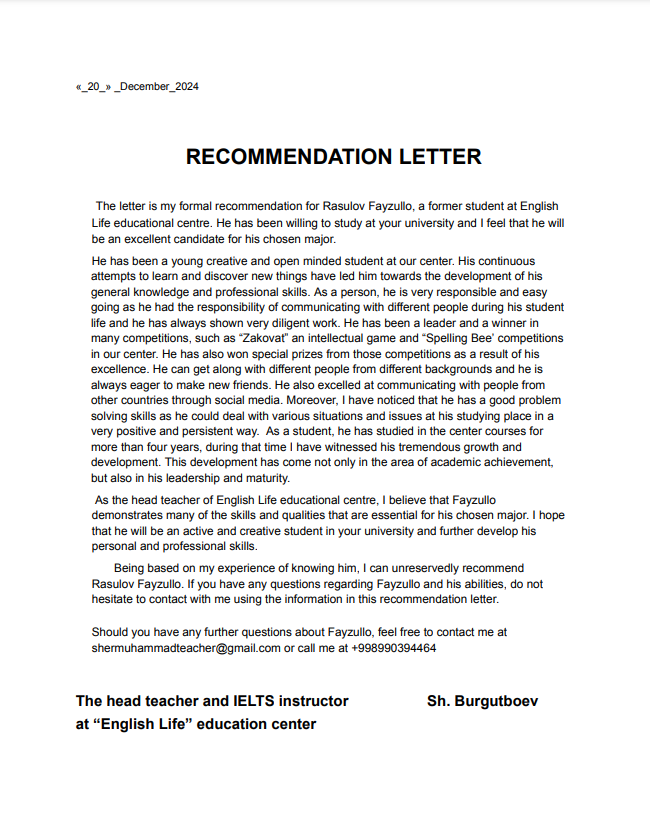 «_20_» _December_2024
RECOMMENDATION LETTER
The letter is my formal recommendation for Rasulov Fayzullo, a former student at English
Life educational centre. He has been willing to study at your university and I feel that he will
be an excellent candidate for his chosen major.
He has been a young creative and open minded student at our center. His continuous
attempts to learn and discover new things have led him towards the development of his
general knowledge and professional skills. As a person, he is very responsible and easy
going as he had the responsibility of communicating with different people during his student
life and he has always shown very diligent work. He has been a leader and a winner in
many competitions, such as “Zakovat” an intellectual game and “Spelling Bee’ competitions
in our center. He has also won special prizes from those competitions as a result of his
excellence. He can get along with different people from different backgrounds and he is
always eager to make new friends. He also excelled at communicating with people from
other countries through social media. Moreover, I have noticed that he has a good problem
solving skills as he could deal with various situations and issues at his studying place in a
very positive and persistent way.  As a student, he has studied in the center courses for
more than four years, during that time I have witnessed his tremendous growth and
development. This development has come not only in the area of academic achievement,
but also in his leadership and maturity.
As the head teacher of English Life educational centre, I believe that Fayzullo
demonstrates many of the skills and qualities that are essential for his chosen major. I hope
that he will be an active and creative student in your university and further develop his
personal and professional skills.
Being based on my experience of knowing him, I can unreservedly recommend
Rasulov Fayzullo. If you have any questions regarding Fayzullo and his abilities, do not
hesitate to contact with me using the information in this recommendation letter.
Should you have any further questions about Fayzullo, feel free to contact me at
shermuhammadteacher@gmail.com or call me at +998990394464
The head teacher and IELTS instructor Sh. Burgutboev
at “English Life” education center